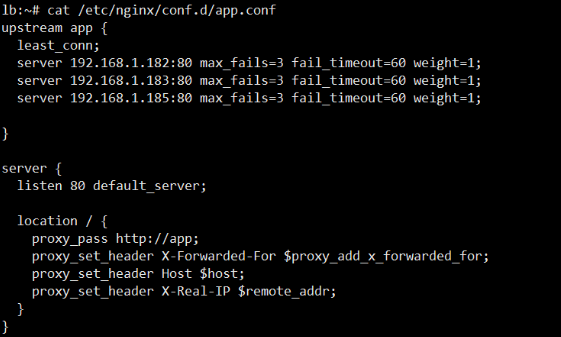 lb:~# cat /etc/nginx/conf.d/app.conf
upstream app {
  least_conn;
  server 192.168.1.182:80 max_fails=3 fail_timeout=60 weight=1;
  server 192.168.1.183:80 max_fails=3 fail_timeout=60 weight=1;
  server 192.168.1.185:80 max_fails=3 fail_timeout=60 weight=1;

}

server {
  listen 80 default_server;

  location / {
    proxy_pass http://app;
    proxy_set_header X-Forwarded-For $proxy_add_x_forwarded_for;
    proxy_set_header Host $host;
    proxy_set_header X-Real-IP $remote_addr;
  }
}